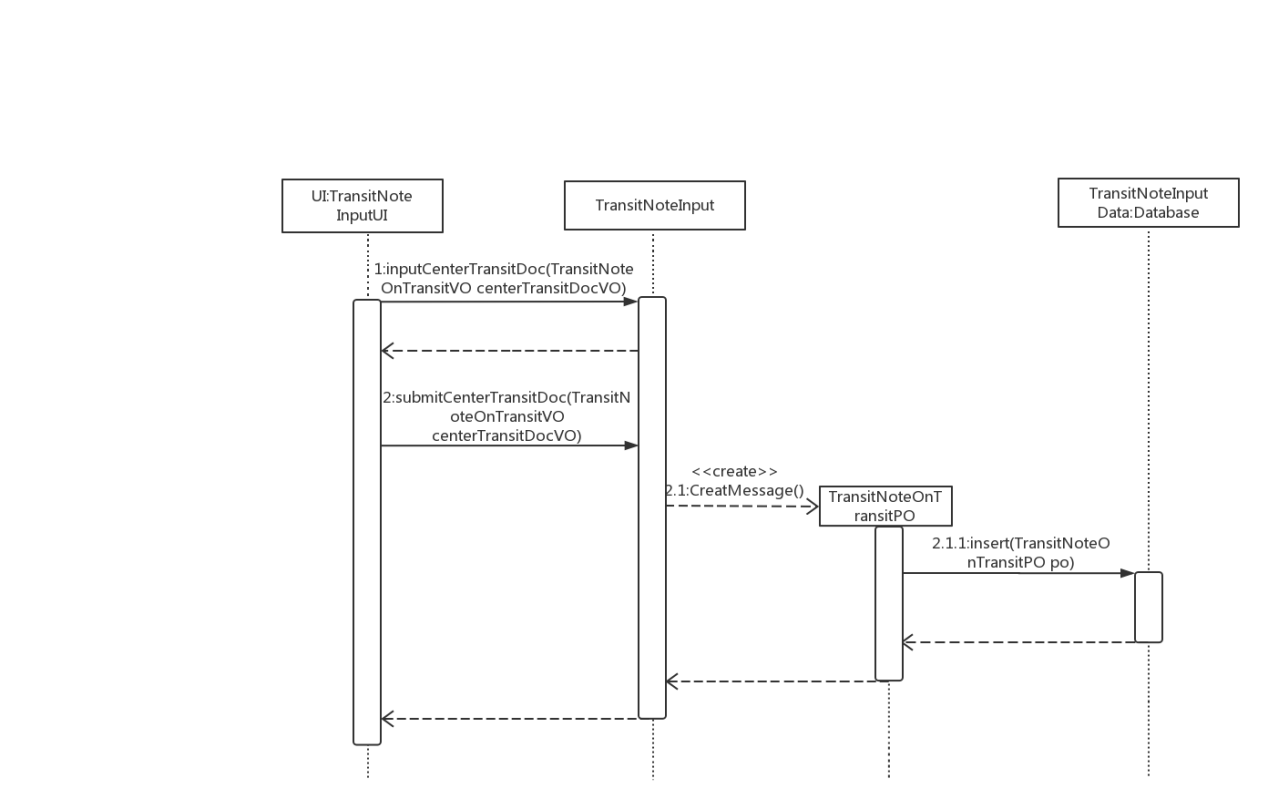 UI:TransitNote
InputUI
TransitNoteInput
TransitNoteInput
Data:Database
1:inputCenterTransitDoc(TransitNote
OnTransitVO centerTransitDocVO)
2:submitCenterTransitDoc(TransitN
oteOnTransitVO
centerTransitDocVO)
<<create>>
2.1:CreatMessage()
TransitNoteOnT
ransitPO
2.1.1:insert(TransitNoteO
nTransitPO po)